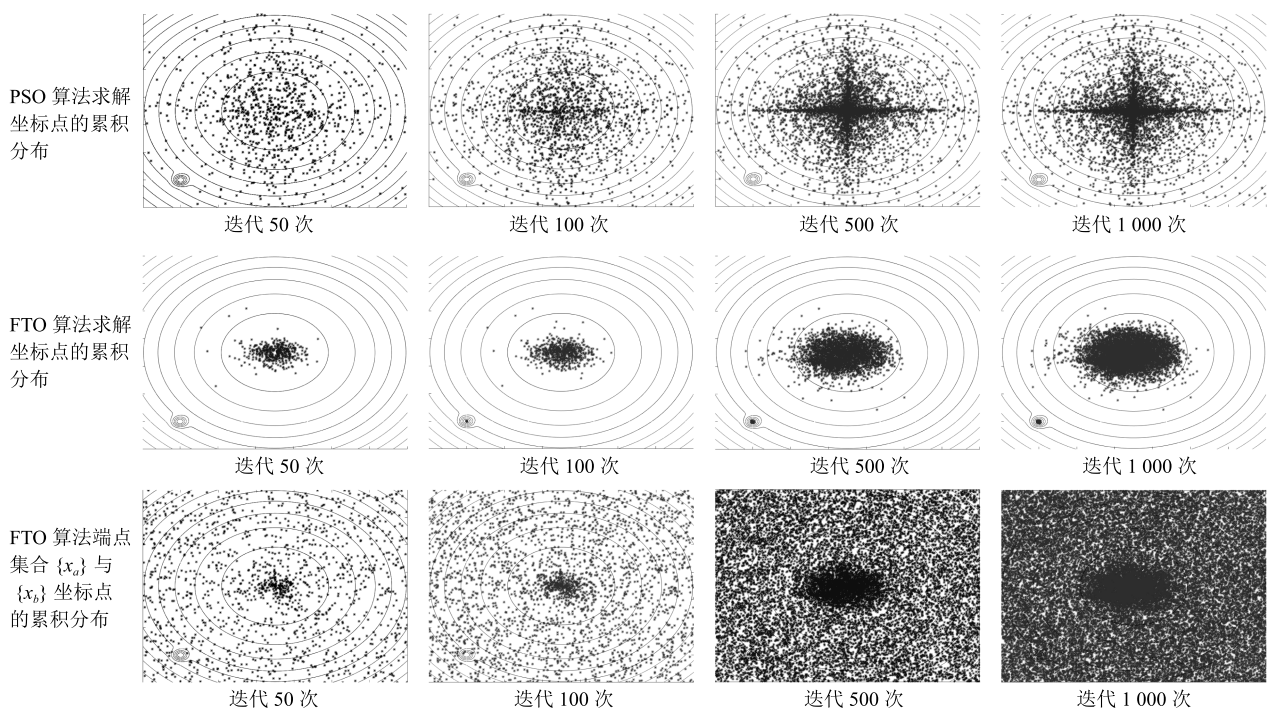 PSO 算法求解
坐标点的累积
分布
迭代 50 次
迭代 100 次
迭代 500 次
迭代 1 000 次
FTO 算法求解
坐标点的累积
分布
迭代 50 次
迭代 100 次
迭代 500 次
迭代 1 000 次
FTO 算法端点
集合 {xₐ} 与
{x_b} 坐标点
的累积分布
迭代 50 次
迭代 100 次
迭代 500 次
迭代 1 000 次